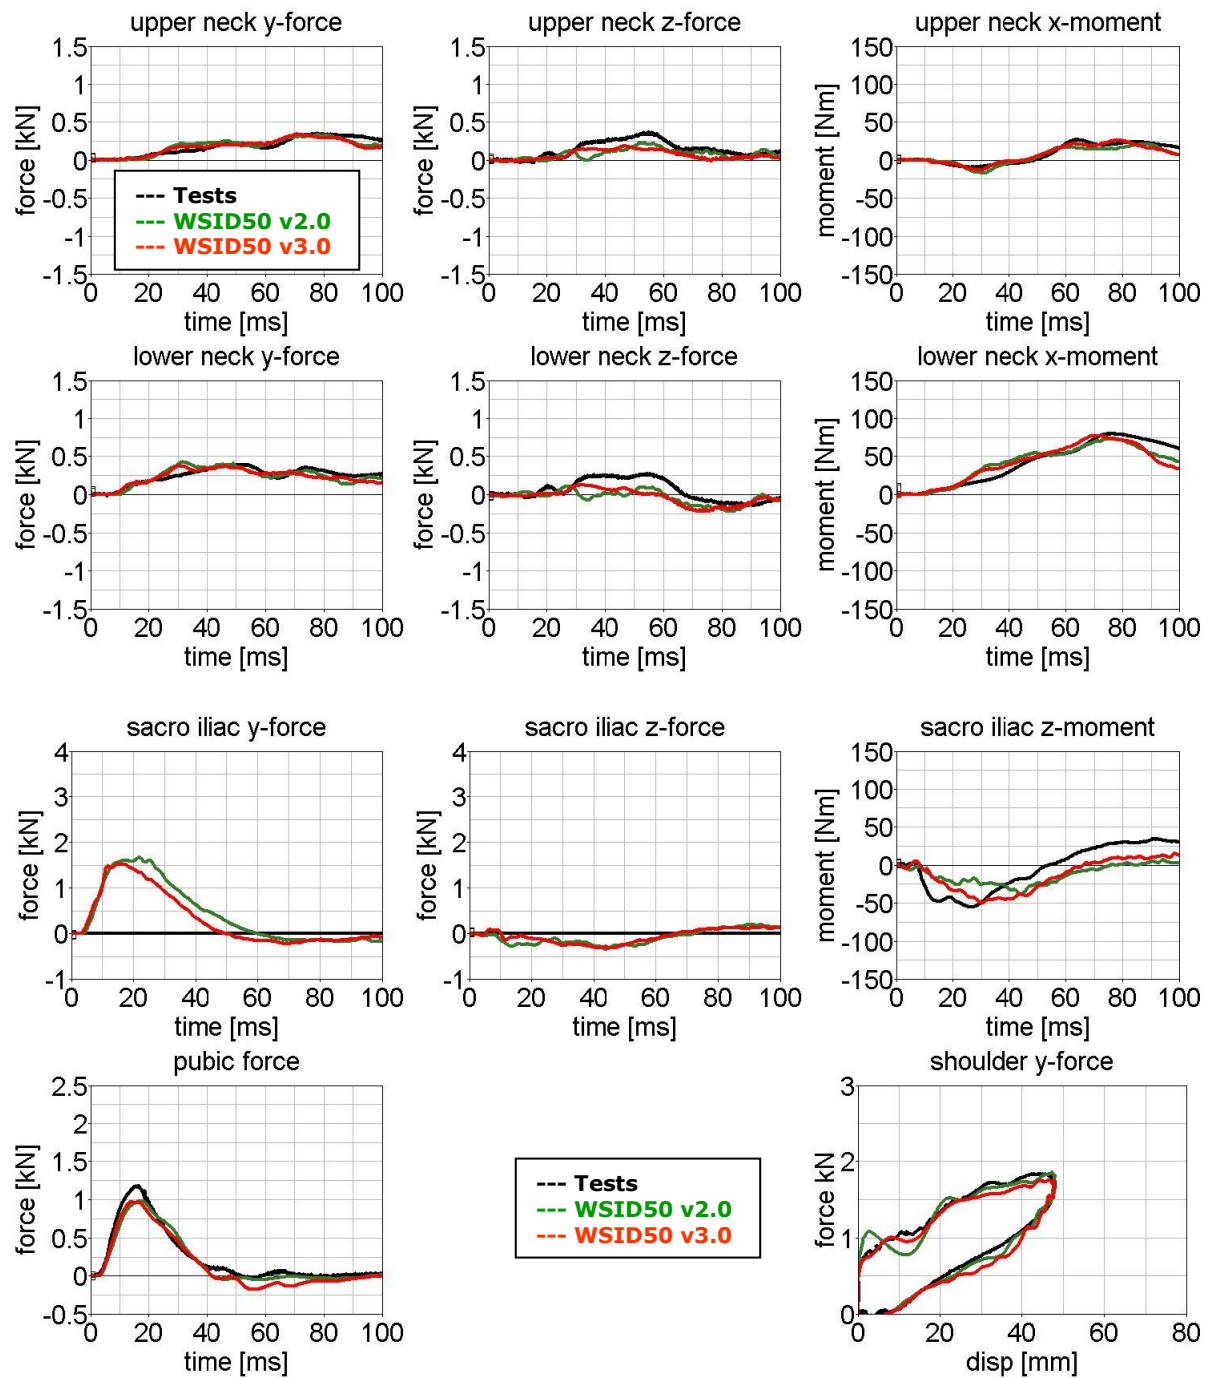 upper neck y-force
1.5
1
0.5
0
-0.5
-1
-1.5
force [kN]
0 20 40 60 80 100
time [ms]
--- Tests
--- WSID50 v2.0
--- WSID50 v3.0
upper neck z-force
1.5
1
0.5
0
-0.5
-1
-1.5
force [kN]
0 20 40 60 80 100
time [ms]
upper neck x-moment
150
100
50
0
-50
-100
-150
moment [Nm]
0 20 40 60 80 100
time [ms]
lower neck y-force
1.5
1
0.5
0
-0.5
-1
-1.5
force [kN]
0 20 40 60 80 100
time [ms]
lower neck z-force
1.5
1
0.5
0
-0.5
-1
-1.5
force [kN]
0 20 40 60 80 100
time [ms]
lower neck x-moment
150
100
50
0
-50
-100
-150
moment [Nm]
0 20 40 60 80 100
time [ms]
sacro iliac y-force
4
3
2
1
0
-1
force [kN]
0 20 40 60 80 100
time [ms]
sacro iliac z-force
4
3
2
1
0
-1
force [kN]
0 20 40 60 80 100
time [ms]
sacro iliac z-moment
150
100
50
0
-50
-100
-150
moment [Nm]
0 20 40 60 80 100
time [ms]
pubic force
2.5
2
1.5
1
0.5
0
-0.5
force [kN]
0 20 40 60 80 100
time [ms]
--- Tests
--- WSID50 v2.0
--- WSID50 v3.0
shoulder y-force
3
2
1
0
force kN
0 20 40 60 80
disp [mm]